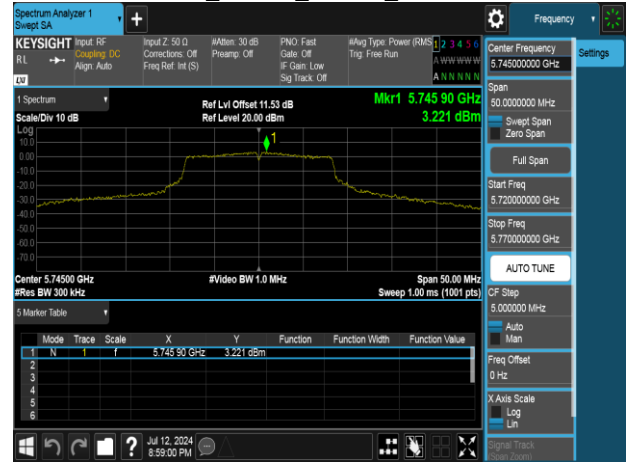 Spectrum Analyzer 1
Swept SA
Frequency
KEYSIGHT
RL
LXI
Input: RF
Coupling: DC
Align: Auto
Input Z: 50 Ω
Corrections: Off
Freq Ref: Int (S)
#Atten: 30 dB
Preamp: Off
PNO: Fast
Gate: Off
IF Gain: Low
Sig Track: Off
#Avg Type: Power (RMS
Trig: Free Run
1 2 3 4 5 6
A W W W W W
A N N N N N
1 Spectrum
Scale/Div 10 dB
Ref Lvl Offset 11.53 dB
Ref Level 20.00 dBm
Mkr1 5.745 90 GHz
3.221 dBm
Log
10.0
0.00
-10.0
-20.0
-30.0
-40.0
-50.0
-60.0
-70.0
1
Center 5.74500 GHz
#Res BW 300 kHz
#Video BW 1.0 MHz
Span 50.00 MHz
Sweep 1.00 ms (1001 pts)
5 Marker Table
Mode Trace Scale X Y Function Function Width Function Value
1 N 1 f 5.745 90 GHz 3.221 dBm
2
3
4
5
6
Jul 12, 2024
8:59:00 PM
Center Frequency
5.745000000 GHz
Span
50.0000000 MHz
Swept Span
Zero Span
Full Span
Start Freq
5.720000000 GHz
Stop Freq
5.770000000 GHz
AUTO TUNE
CF Step
5.000000 MHz
Auto
Man
Freq Offset
0 Hz
X Axis Scale
Log
Lin
Signal Track
(Span Zoom)
Settings